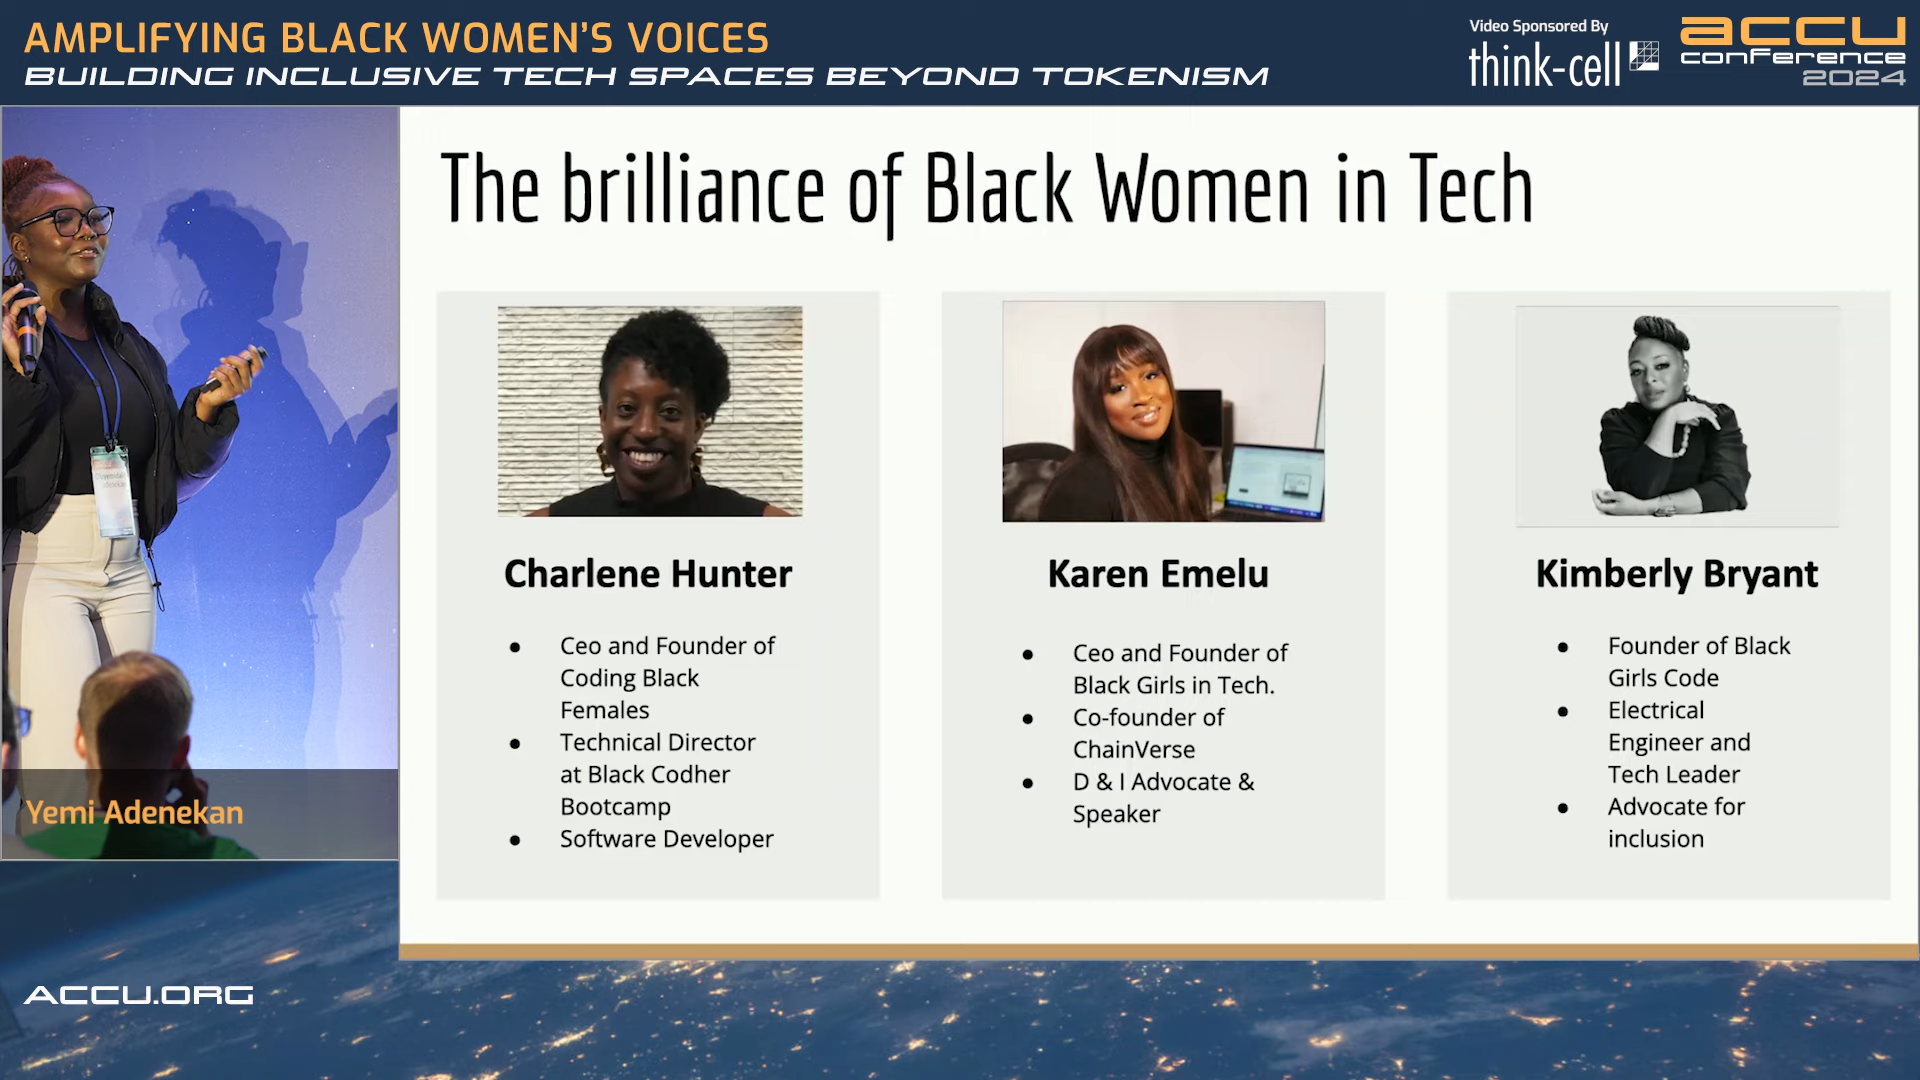 AMPLIFYING BLACK WOMEN'S VOICES
BUILDING INCLUSIVE TECH SPACES BEYOND TOKENISM
Video Sponsored By
think-cell
accu
conference
2024
The brilliance of Black Women in Tech
Charlene Hunter
• Ceo and Founder of
Coding Black
Females
• Technical Director
at Black Codher
Bootcamp
• Software Developer
Karen Emelu
• Ceo and Founder of
Black Girls in Tech.
• Co-founder of
ChainVerse
• D & I Advocate &
Speaker
Kimberly Bryant
• Founder of Black
Girls Code
• Electrical
Engineer and
Tech Leader
• Advocate for
inclusion
Yemi Adenekan
ACCU.ORG